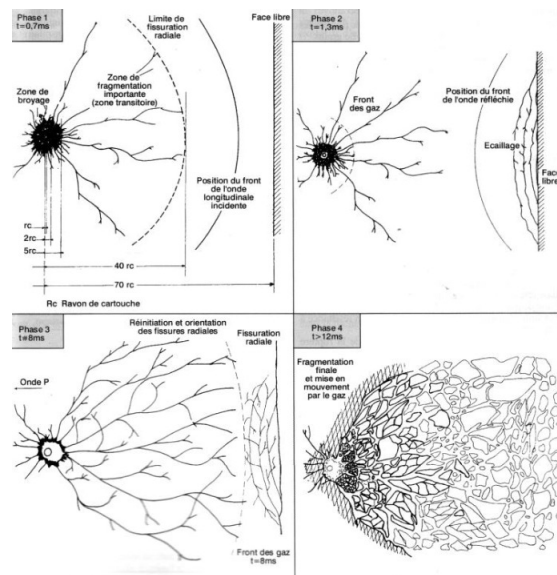 Phase 1
t=0,7ms
Limite de
fissuration
radiale
Face libre
Zone de
broyage
Zone de
fragmentation
importante
(zone transitoire)
Position du front
de l'onde
longitudinale
incidente
rc
2rc
5rc
40 rc
70 rc
Rc Rayon de cartouche
Phase 2
t=1,3ms
Front
des gaz
Position du front
de l'onde réfléchie
Ecaillage
Face
libre
Phase 3
t=8ms
Réinitiation et orientation
des fissures radiales
Fissuration
radiale
Onde P
Front des gaz
t=8ms
Phase 4
t>12ms
Fragmentation
finale
et mise en
mouvement
par le gaz